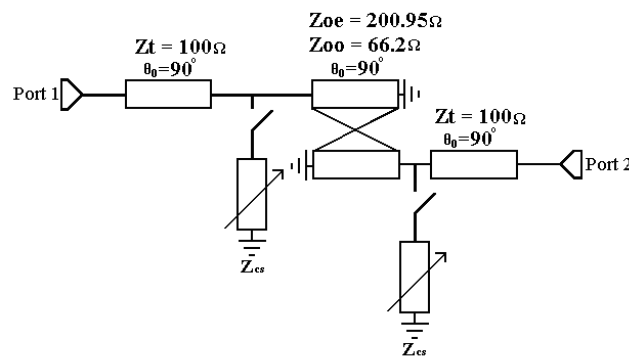 Zoe = 200.95Ω
Zt = 100Ω
Zoo = 66.2Ω
θ₀=90°
θ₀=90°
Port 1
Zt = 100Ω
θ₀=90°
Port 2
Zcs
Zcs